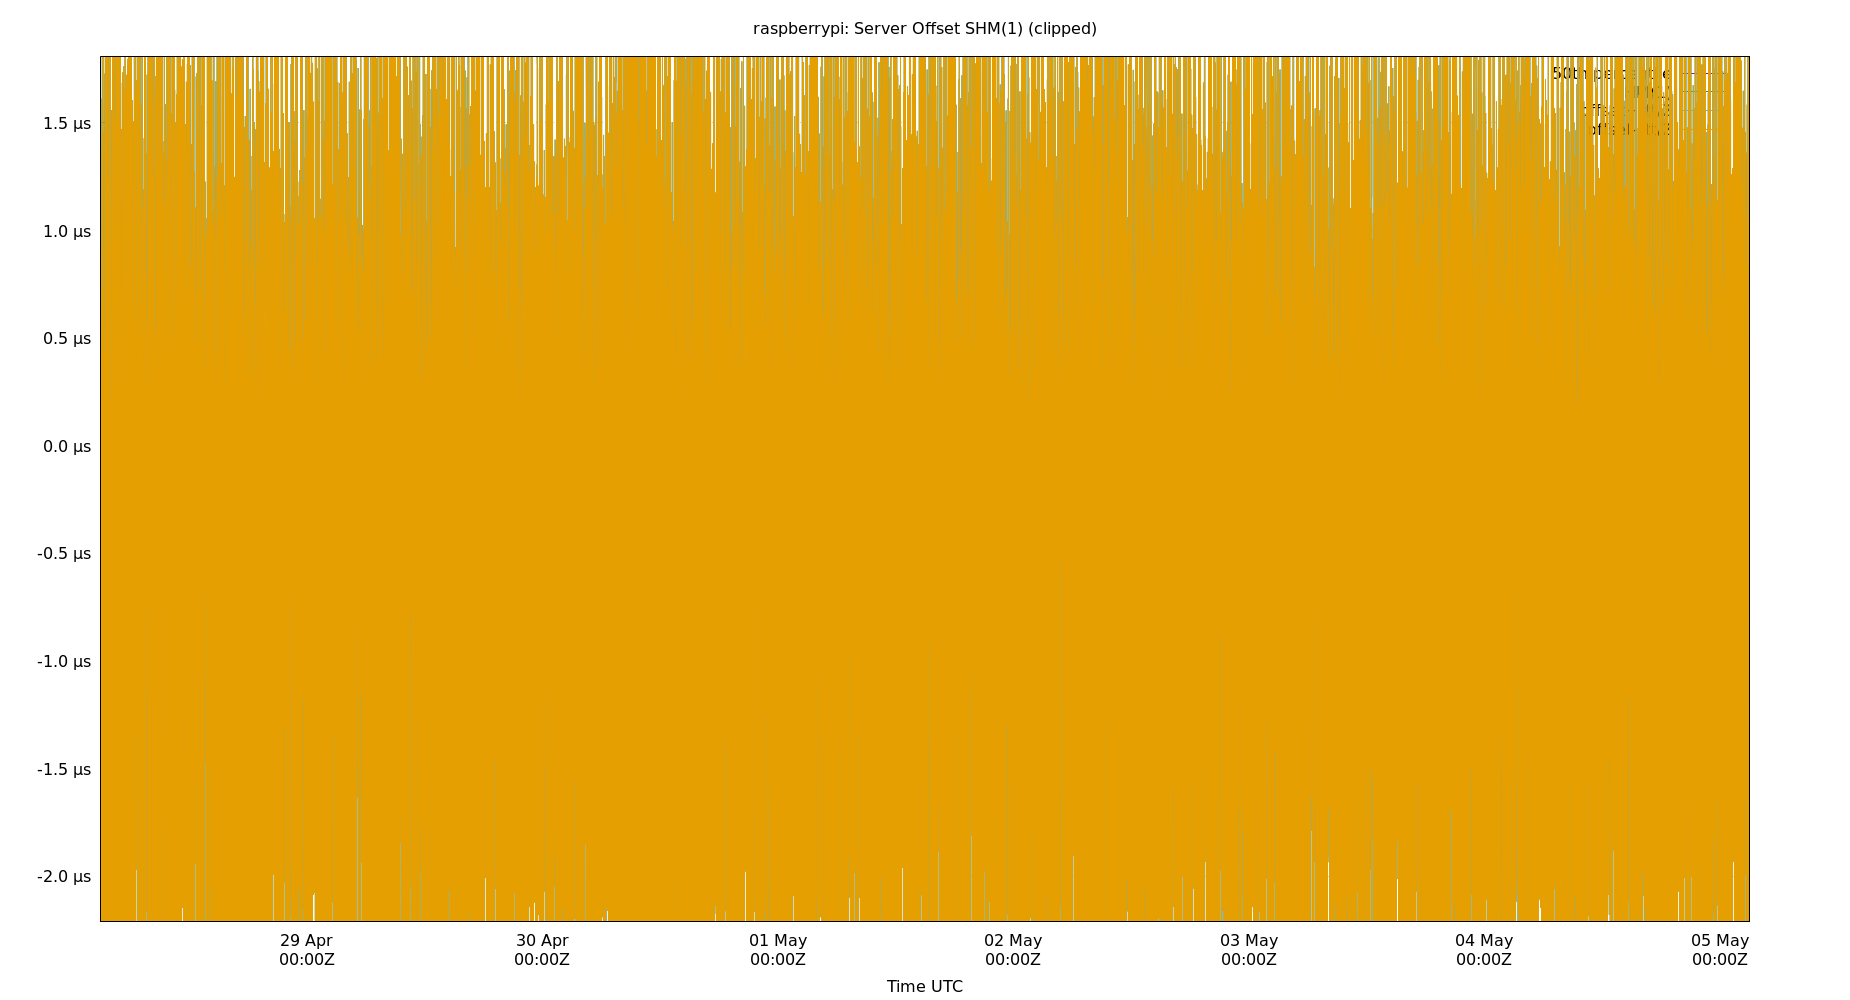 raspberrypi: Server Offset SHM(1) (clipped)
1.5 µs
1.0 µs
0.5 µs
0.0 µs
-0.5 µs
-1.0 µs
-1.5 µs
-2.0 µs
29 Apr 30 Apr 01 May 02 May 03 May 04 May 05 May
00:00Z 00:00Z 00:00Z 00:00Z 00:00Z 00:00Z 00:00Z
Time UTC